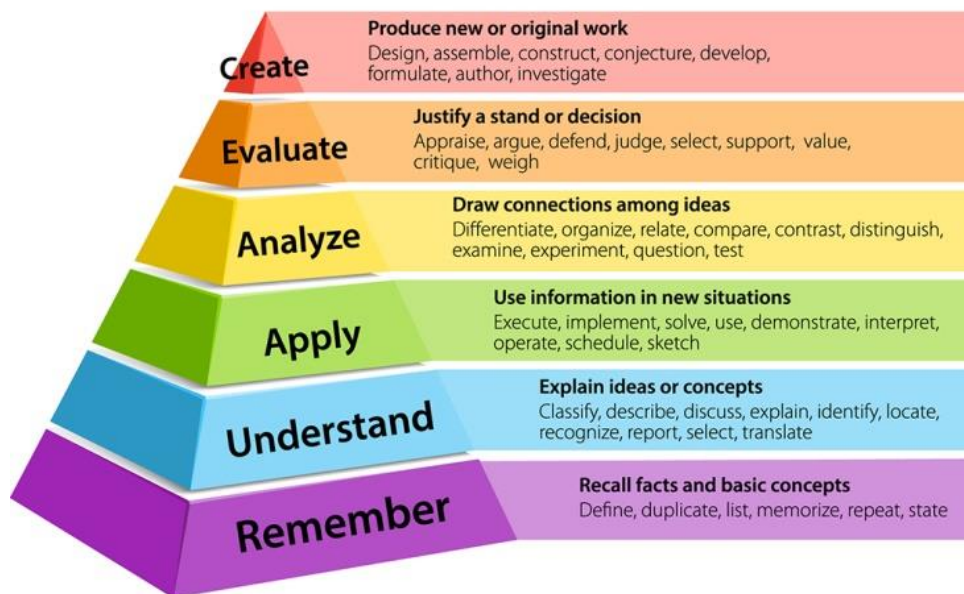 Create
Produce new or original work
Design, assemble, construct, conjecture, develop,
formulate, author, investigate
Evaluate
Justify a stand or decision
Appraise, argue, defend, judge, select, support, value,
critique, weigh
Analyze
Draw connections among ideas
Differentiate, organize, relate, compare, contrast, distinguish,
examine, experiment, question, test
Apply
Use information in new situations
Execute, implement, solve, use, demonstrate, interpret,
operate, schedule, sketch
Understand
Explain ideas or concepts
Classify, describe, discuss, explain, identify, locate,
recognize, report, select, translate
Remember
Recall facts and basic concepts
Define, duplicate, list, memorize, repeat, state